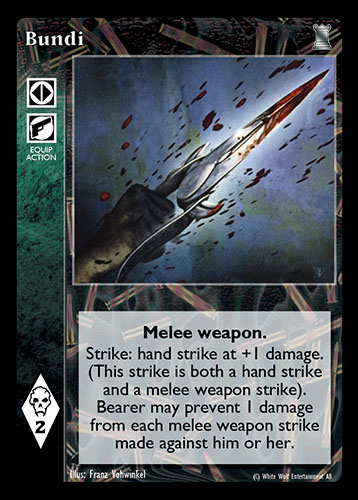 Bundi
EQUIP
ACTION
Melee weapon.
Strike: hand strike at +1 damage.
(This strike is both a hand strike
and a melee weapon strike).
Bearer may prevent 1 damage
from each melee weapon strike
made against him or her.
2
Illus: Franz Vohwinkel
(C) White Wolf Entertainment AB